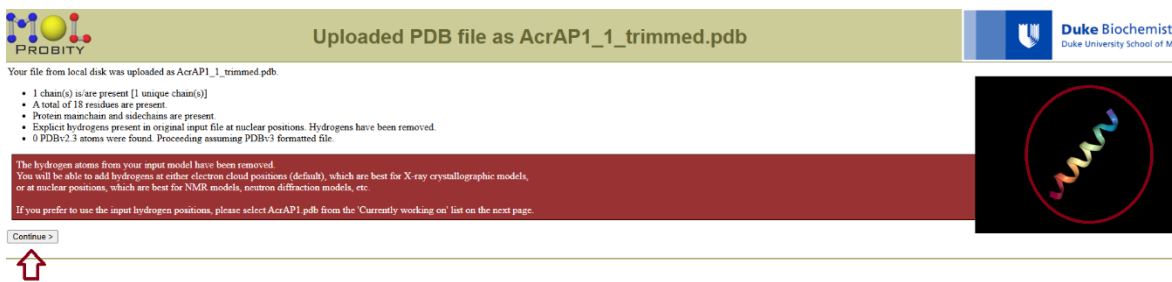 MOL
PROBITY
Uploaded PDB file as AcrAP1_1_trimmed.pdb
Duke Biochemist
Duke University School of M
Your file from local disk was uploaded as AcrAP1_1_trimmed.pdb.
• 1 chain(s) is/are present [1 unique chain(s)]
• A total of 18 residues are present.
• Protein mainchain and sidechains are present.
• Explicit hydrogens present in original input file at nuclear positions. Hydrogens have been removed.
• 0 PDBv2.3 atoms were found. Proceeding assuming PDBv3 formatted file.
The hydrogen atoms from your input model have been removed.
You will be able to add hydrogens at either electron cloud positions (default), which are best for X-ray crystallographic models,
or at nuclear positions, which are best for NMR models, neutron diffraction models, etc.
If you prefer to use the input hydrogen positions, please select AcrAP1.pdb from the 'Currently working on' list on the next page.
Continue >